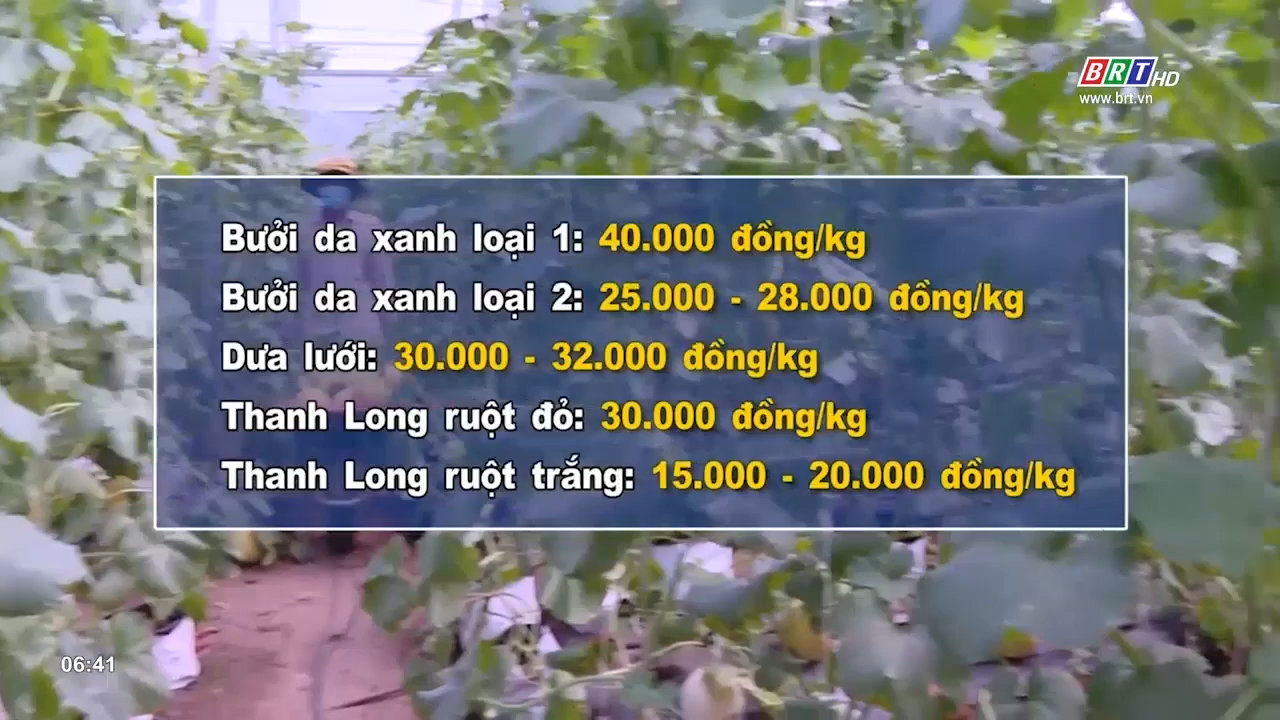 BRT HD
www.brt.vn
Bưởi da xanh loại 1: 40.000 đồng/kg
Bưởi da xanh loại 2: 25.000 - 28.000 đồng/kg
Dưa lưới: 30.000 - 32.000 đồng/kg
Thanh Long ruột đỏ: 30.000 đồng/kg
Thanh Long ruột trắng: 15.000 - 20.000 đồng/kg
06:41